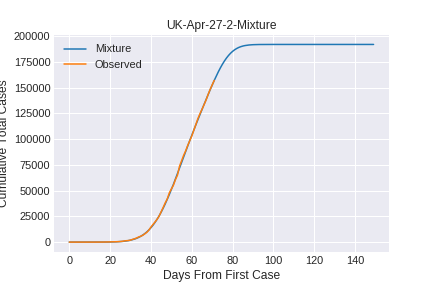 UK-Apr-27-2-Mixture
Mixture
Observed
200000
175000
150000
125000
100000
75000
50000
25000
0
Cumulative Total Cases
0 20 40 60 80 100 120 140
Days From First Case